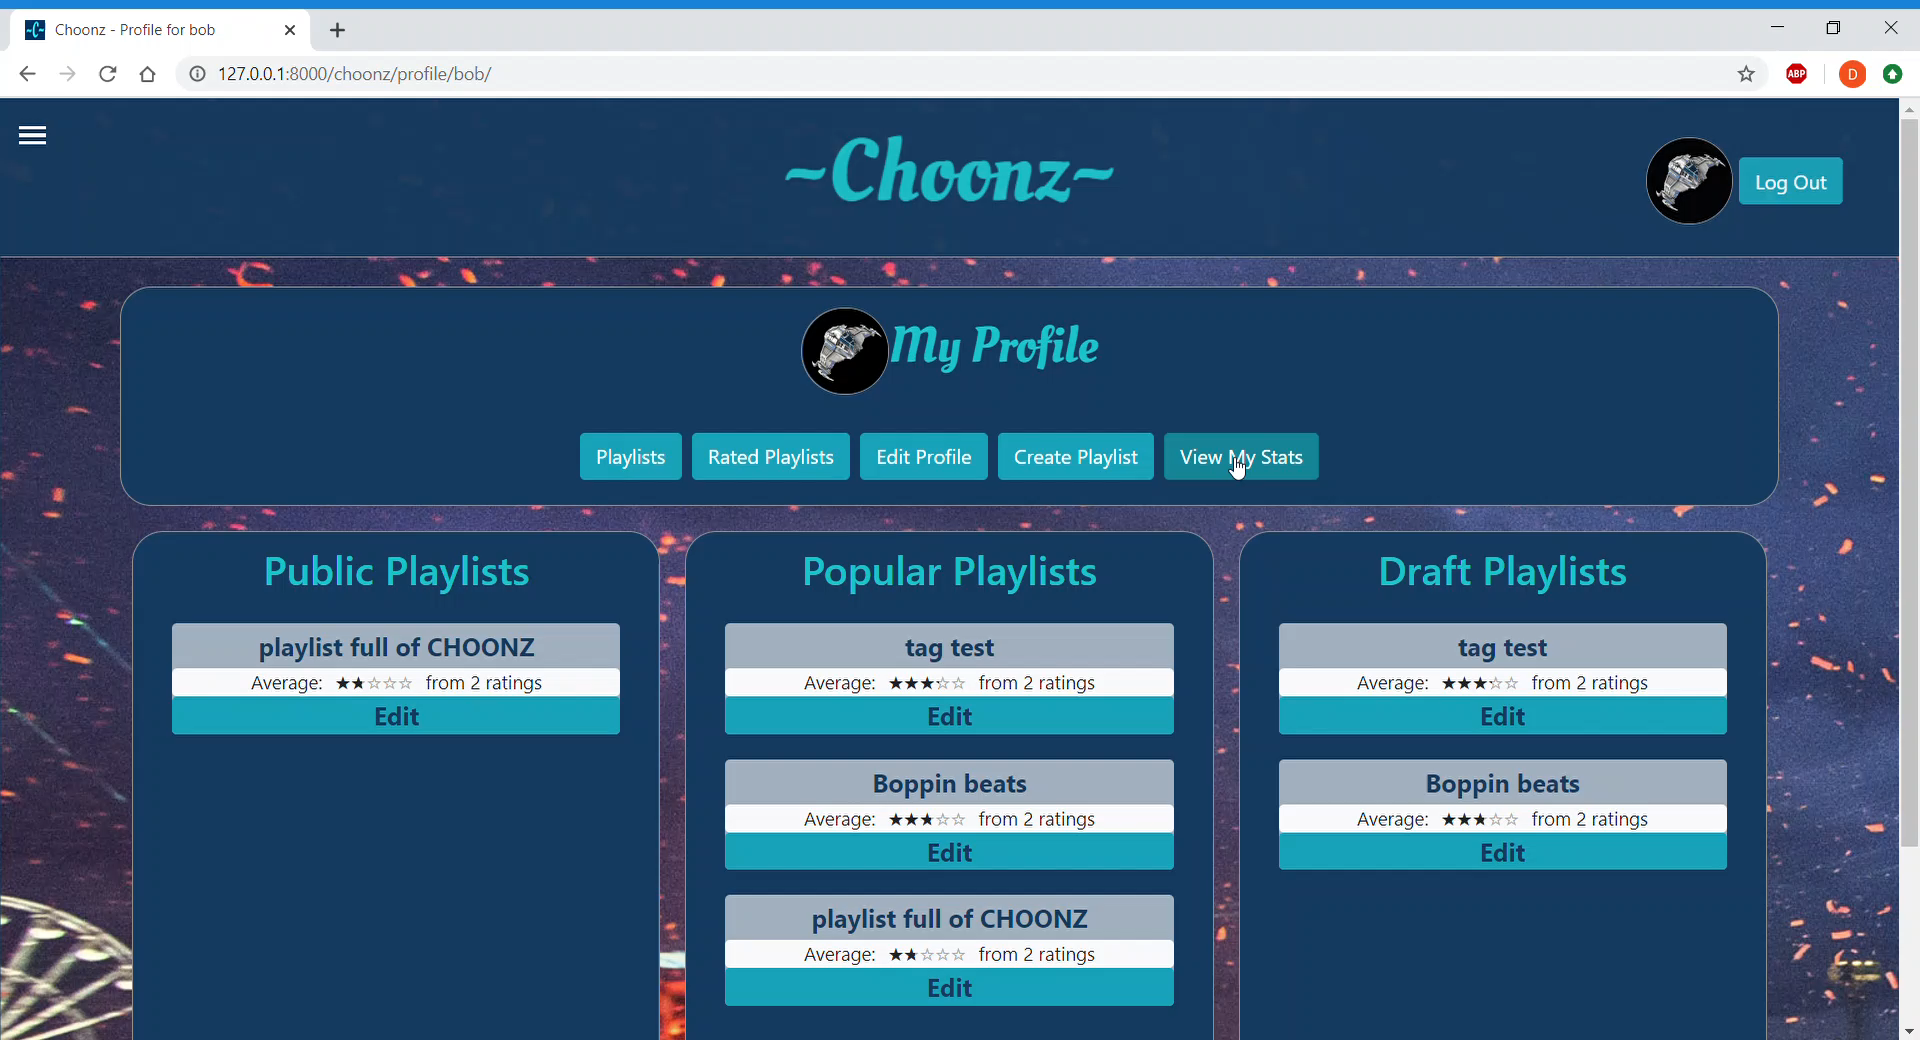 Choonz - Profile for bob
127.0.0.1:8000/choonz/profile/bob/
ABP
D
~Choonz~
Log Out
My Profile
Playlists
Rated Playlists
Edit Profile
Create Playlist
View My Stats
Public Playlists
playlist full of CHOONZ
Average: ★★☆☆☆ from 2 ratings
Edit
Popular Playlists
tag test
Average: ★★★☆☆ from 2 ratings
Edit
Boppin beats
Average: ★★★☆☆ from 2 ratings
Edit
playlist full of CHOONZ
Average: ★★☆☆☆ from 2 ratings
Edit
Draft Playlists
tag test
Average: ★★★☆☆ from 2 ratings
Edit
Boppin beats
Average: ★★★☆☆ from 2 ratings
Edit